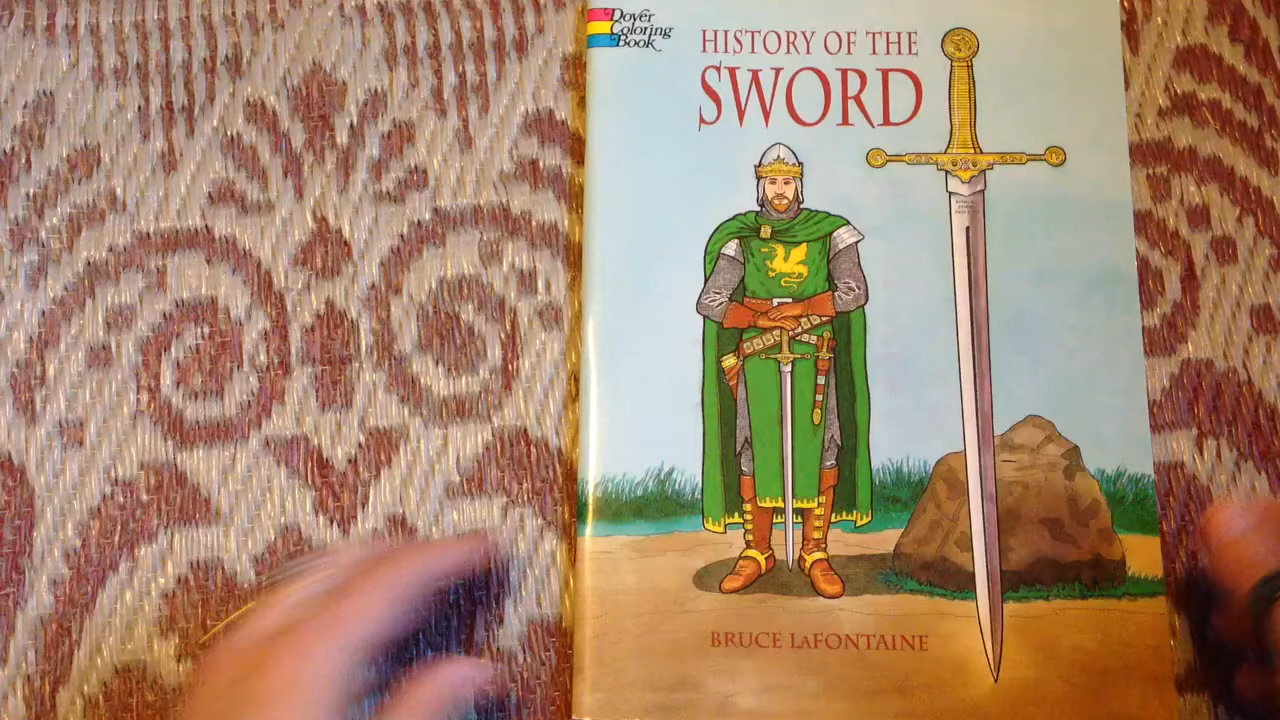 Dover
Coloring
Book
HISTORY OF THE
SWORD
BRUCE LAFONTAINE